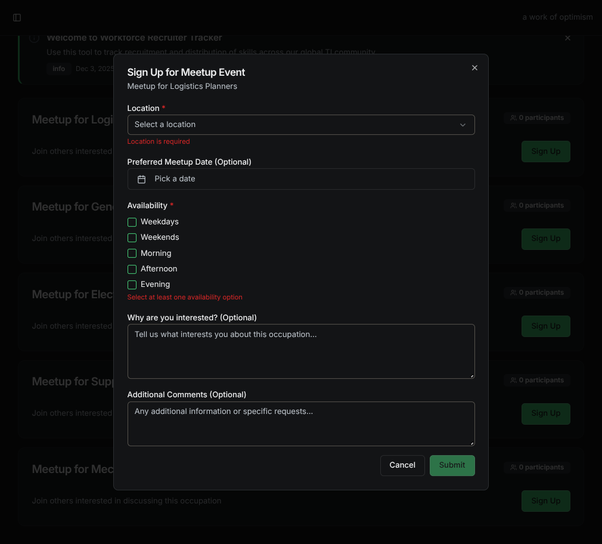 a work of optimism
Welcome to Workforce Recruiter Tracker
Use this tool to track recruitment and distribution of skills across our global TI community.
info Dec 3, 202
Sign Up for Meetup Event
Meetup for Logistics Planners
Location *
Select a location
Location is required
Preferred Meetup Date (Optional)
Pick a date
Availability *
Weekdays
Weekends
Morning
Afternoon
Evening
Select at least one availability option
Why are you interested? (Optional)
Tell us what interests you about this occupation...
Additional Comments (Optional)
Any additional information or specific requests...
Cancel Submit
Meetup for Logi
0 participants
Join others interested
Sign Up
Meetup for Gen
0 participants
Join others interested
Sign Up
Meetup for Elec
0 participants
Join others interested
Sign Up
Meetup for Supp
0 participants
Join others interested
Sign Up
Meetup for Mec
0 participants
Join others interested in discussing this occupation
Sign Up